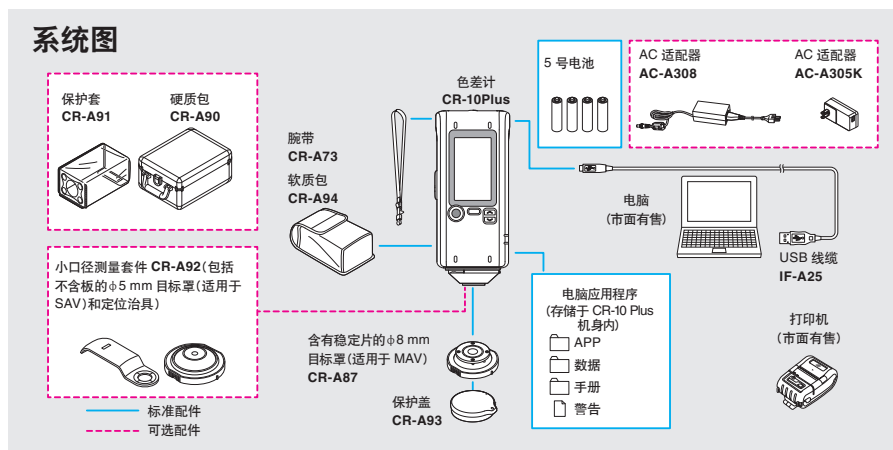 系统图
保护套
CR-A91
硬质包
CR-A90
腕带
CR-A73
软质包
CR-A94
色差计
CR-10Plus
5 号电池
AC 适配器
AC-A308
AC 适配器
AC-A305K
电脑
(市面有售)
USB 线缆
IF-A25
小口径测量套件 CR-A92(包括
不含板的ϕ5 mm 目标罩(适用于
SAV)和定位治具)
含有稳定片的ϕ8 mm
目标罩(适用于 MAV)
CR-A87
保护盖
CR-A93
电脑应用程序
(存储于 CR-10 Plus
机身内)
APP
数据
手册
警告
打印机
(市面有售)
标准配件
可选配件